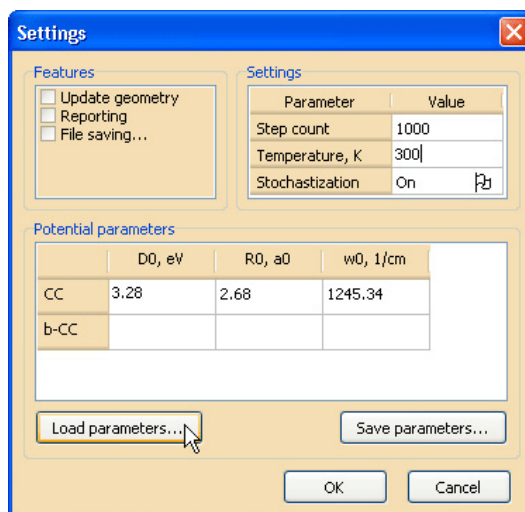 Settings
Features
Update geometry
Reporting
File saving...
Settings
Parameter Value
Step count 1000
Temperature, K 300
Stochastization On
Potential parameters
D0, eV R0, a0 w0, 1/cm
CC 3.28 2.68 1245.34
b-CC
Load parameters... Save parameters...
OK Cancel